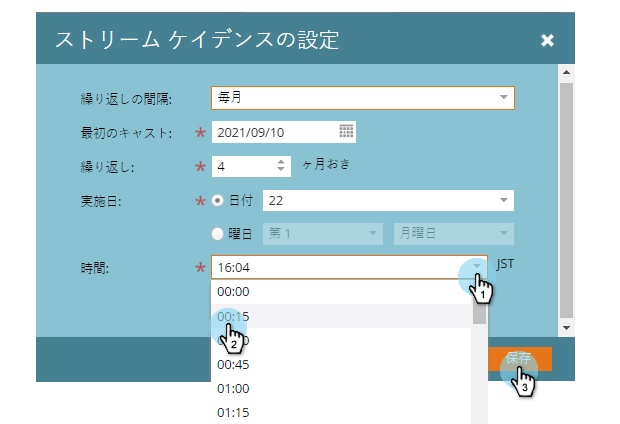 ストリーム ケイデンスの設定
繰り返しの間隔: 毎月
最初のキャスト: * 2021/09/10
繰り返し: * 4 ヶ月おき
実施日: * 日付 22
曜日 第 1 月曜日
時間: * 16:04 JST
1
00:00
00:15
2
00:45
保存
3
01:00
01:15